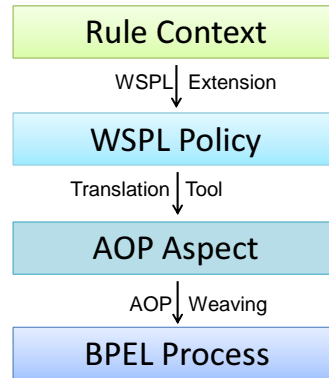 Rule Context
WSPL Extension
WSPL Policy
Translation Tool
AOP Aspect
AOP Weaving
BPEL Process